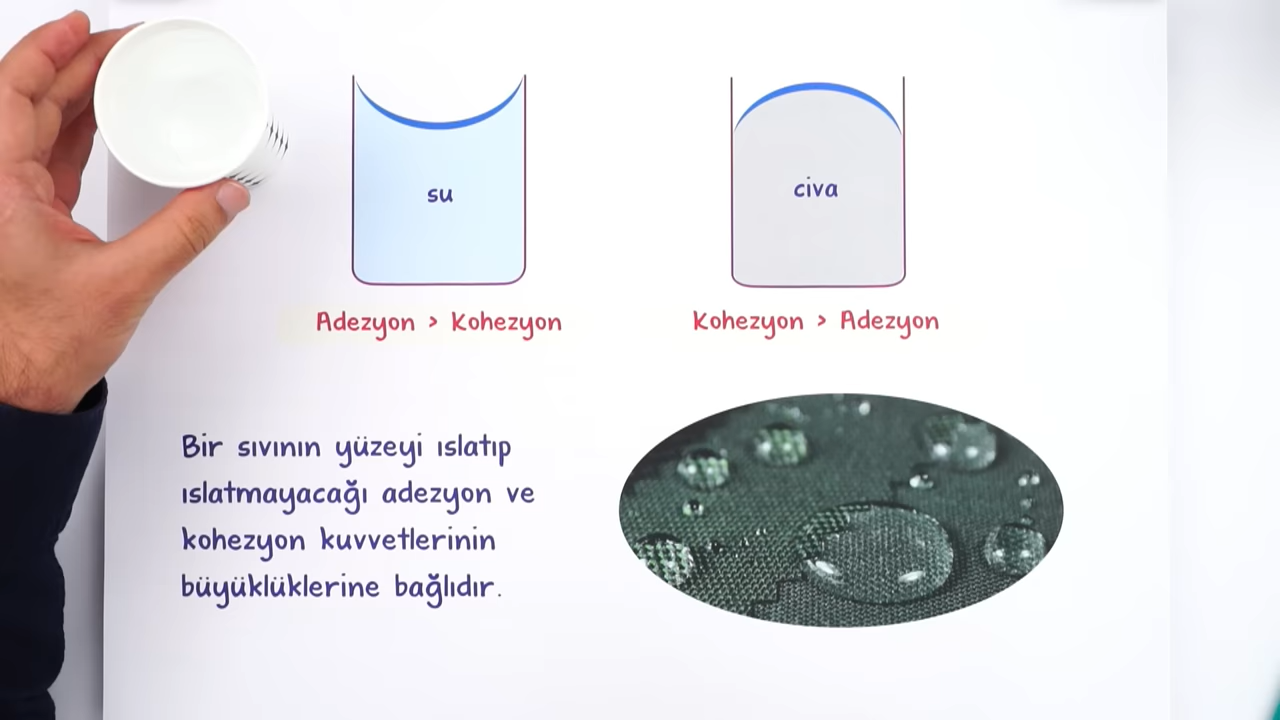 su
civa
Adezyon > Kohezyon
Kohezyon > Adezyon
Bir sıvının yüzeyi ıslatıp
ıslatmayacağı adezyon ve
kohezyon kuvvetlerinin
büyüklüklerine bağlıdır.